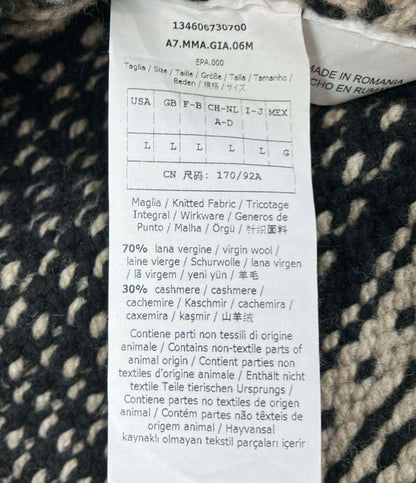 134606730700
A7.MMA.GIA.06M
EPA.000
Taglia / Size / Taille / Größe / Talla / Tamanho /
Beden / 規格 / サイズ
USA GB F-B CH-NL I-J MEX
A-D
L L L L L G
CN 尺码: 170/92A
Maglia / Knitted Fabric / Tricotage
Integral / Wirkware / Generos de
Punto / Malha / Örgü / 针织面料
70% lana vergine / virgin wool /
laine vierge / Schurwolle / lana virgen
/ lã virgem / yeni yün / 羊毛
30% cashmere / cashmere /
cachemire / Kaschmir / cachemira /
caxemira / kaşmir / 山羊绒
Contiene parti non tessili di origine
animale / Contains non-textile parts of
animal origin / Contient parties non
textiles d'origine animale / Enthält nicht
textile Teile tierischen Ursprungs /
Contiene partes no textiles de origen
animal / Contém partes não têxteis de
origem animal / Hayvansal
kaynaklı olmayan tekstil parçaları içerir
MADE IN ROMANIA
HECHO EN RUM